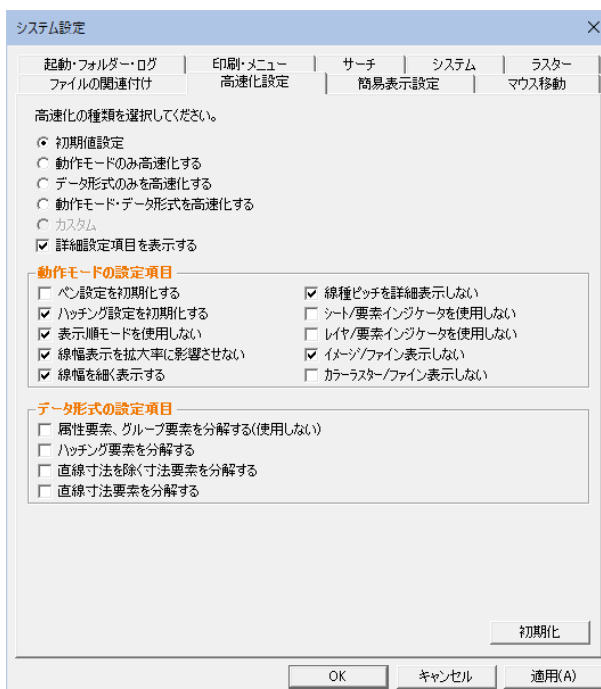 システム設定
起動・フォルダー・ログ
印刷・メニュー
サーチ
システム
ラスター
ファイルの関連付け
高速化設定
簡易表示設定
マウス移動
高速化の種類を選択してください。
初期値設定
動作モードのみ高速化する
データ形式のみを高速化する
動作モード・データ形式を高速化する
カスタム
詳細設定項目を表示する
動作モードの設定項目
ペン設定を初期化する
ハッチング設定を初期化する
表示順モードを使用しない
線幅表示を拡大率に影響させない
線幅を細く表示する
線種ピッチを詳細表示しない
シート/要素インジケータを使用しない
レイヤ/要素インジケータを使用しない
イメージ/ファイン表示しない
カラーラスター/ファイン表示しない
データ形式の設定項目
属性要素、グループ要素を分解する(使用しない)
ハッチング要素を分解する
直線寸法を除く寸法要素を分解する
直線寸法要素を分解する
初期化
OK
キャンセル
適用(A)